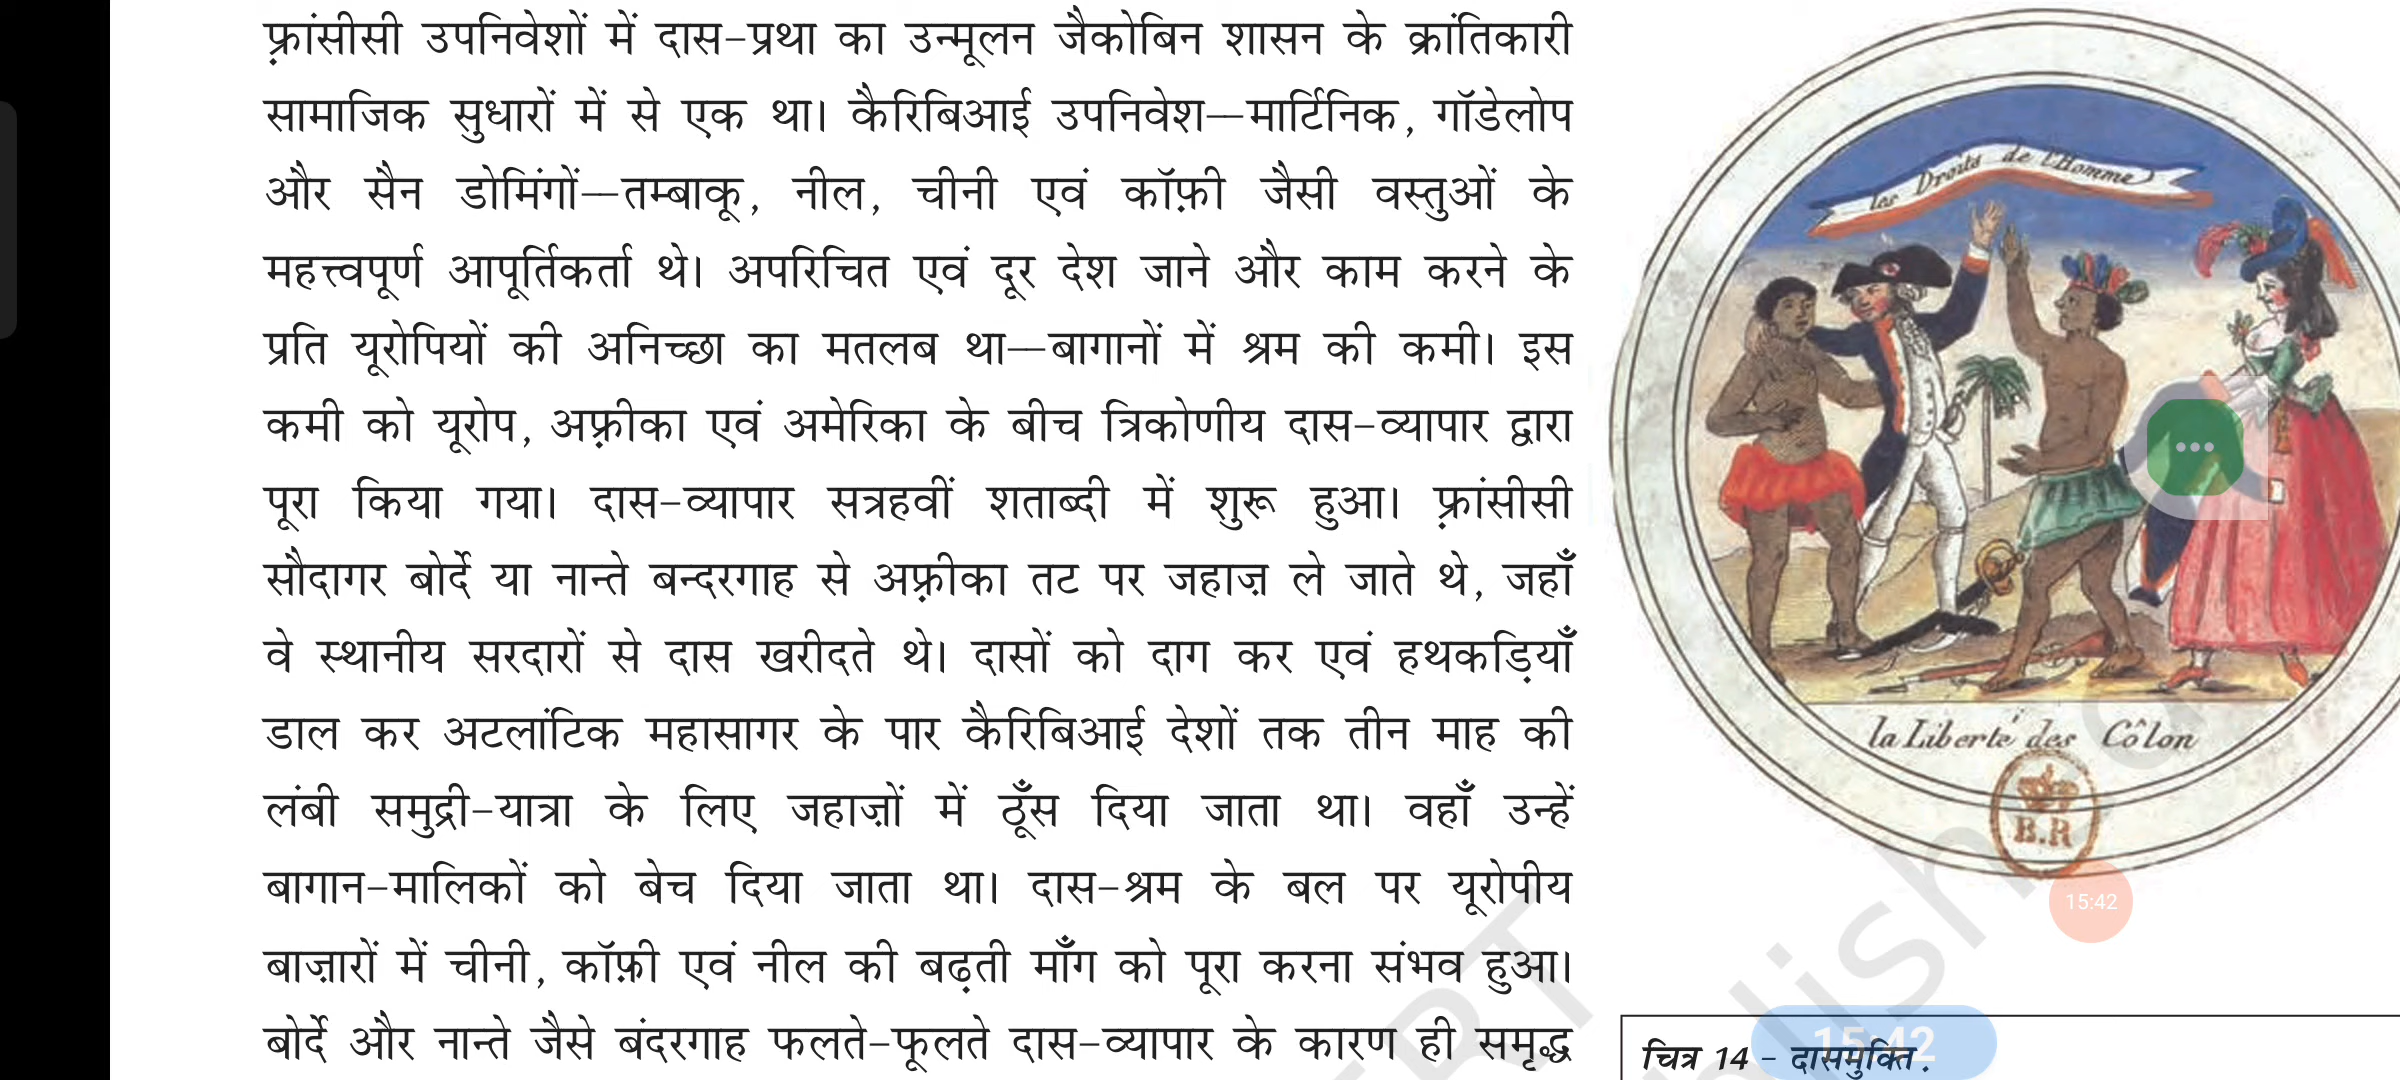 फ़्रांसीसी उपनिवेशों में दास-प्रथा का उन्मूलन जैकोबिन शासन के क्रांतिकारी
सामाजिक सुधारों में से एक था। कैरिबिआई उपनिवेश—मार्टिनिक, गॉडेलोप
और सैन डोमिंगों—तम्बाकू, नील, चीनी एवं कॉफ़ी जैसी वस्तुओं के
महत्त्वपूर्ण आपूर्तिकर्ता थे। अपरिचित एवं दूर देश जाने और काम करने के
प्रति यूरोपियों की अनिच्छा का मतलब था—बागानों में श्रम की कमी। इस
कमी को यूरोप, अफ़्रीका एवं अमेरिका के बीच त्रिकोणीय दास-व्यापार द्वारा
पूरा किया गया। दास-व्यापार सत्रहवीं शताब्दी में शुरू हुआ। फ़्रांसीसी
सौदागर बोर्दे या नान्ते बन्दरगाह से अफ़्रीका तट पर जहाज़ ले जाते थे, जहाँ
वे स्थानीय सरदारों से दास खरीदते थे। दासों को दाग कर एवं हथकड़ियाँ
डाल कर अटलांटिक महासागर के पार कैरिबिआई देशों तक तीन माह की
लंबी समुद्री-यात्रा के लिए जहाज़ों में ठूँस दिया जाता था। वहाँ उन्हें
बागान-मालिकों को बेच दिया जाता था। दास-श्रम के बल पर यूरोपीय
बाज़ारों में चीनी, कॉफ़ी एवं नील की बढ़ती माँग को पूरा करना संभव हुआ।
बोर्दे और नान्ते जैसे बंदरगाह फलते-फूलते दास-व्यापार के कारण ही समृद्ध
les Droits de l'Homme
la Liberté des Côlon
B.R
15:42
15:42
चित्र 14 - दासमुक्ति.